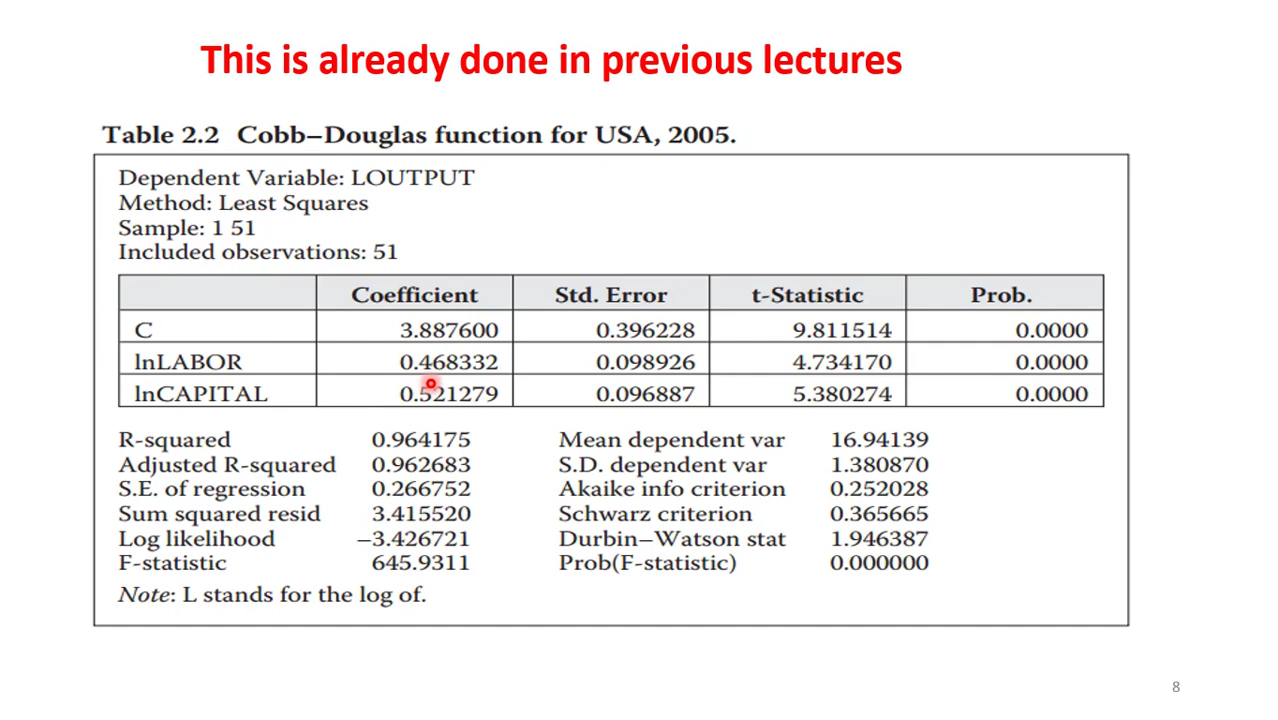 This is already done in previous lectures
Table 2.2 Cobb–Douglas function for USA, 2005.
Dependent Variable: LOUTPUT
Method: Least Squares
Sample: 1 51
Included observations: 51
Coefficient Std. Error t-Statistic Prob.
C 3.887600 0.396228 9.811514 0.0000
lnLABOR 0.468332 0.098926 4.734170 0.0000
lnCAPITAL 0.521279 0.096887 5.380274 0.0000
R-squared 0.964175 Mean dependent var 16.94139
Adjusted R-squared 0.962683 S.D. dependent var 1.380870
S.E. of regression 0.266752 Akaike info criterion 0.252028
Sum squared resid 3.415520 Schwarz criterion 0.365665
Log likelihood –3.426721 Durbin–Watson stat 1.946387
F-statistic 645.9311 Prob(F-statistic) 0.000000
Note: L stands for the log of.
8